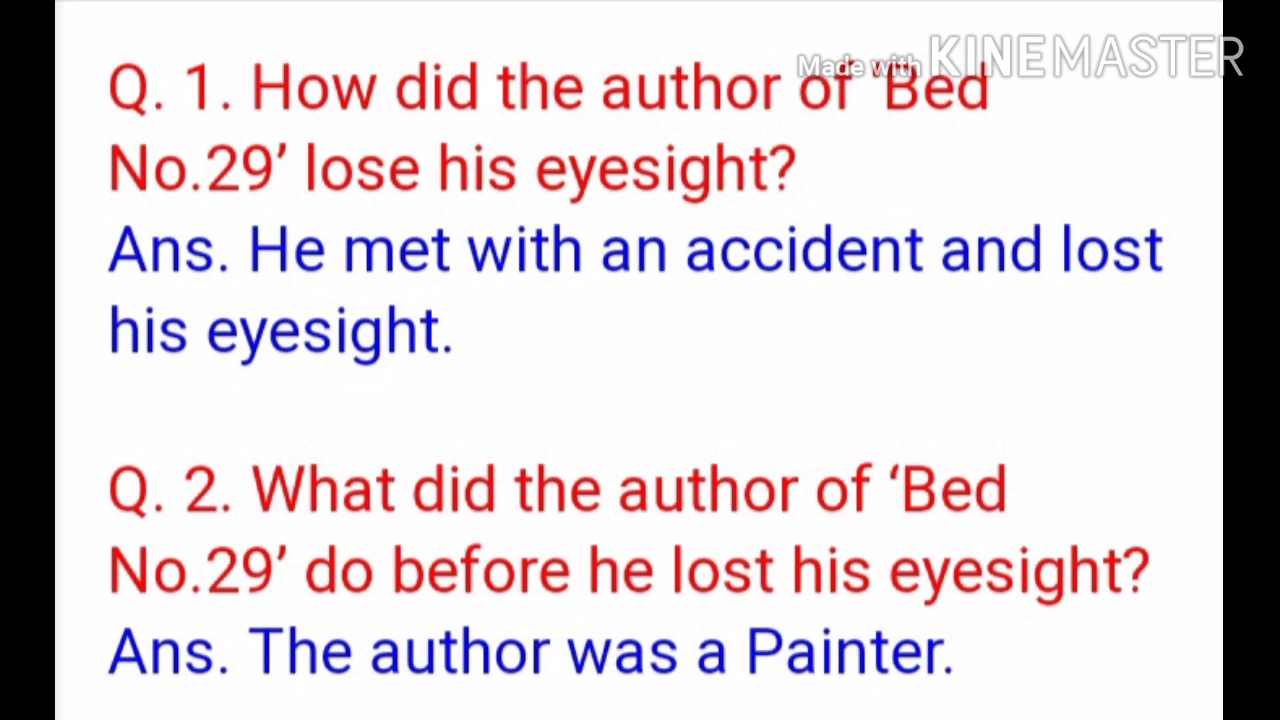 Made with KINEMASTER
Q. 1. How did the author of ‘Bed
No.29’ lose his eyesight?
Ans. He met with an accident and lost
his eyesight.
Q. 2. What did the author of ‘Bed
No.29’ do before he lost his eyesight?
Ans. The author was a Painter.